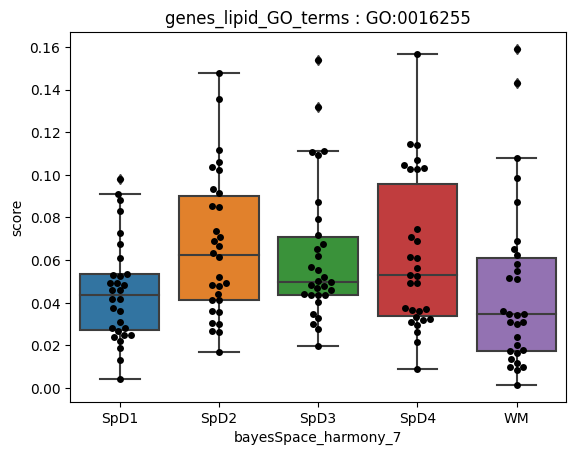 genes_lipid_GO_terms : GO:0016255
0.16
0.14
0.12
0.10
0.08
0.06
0.04
0.02
0.00
score
SpD1 SpD2 SpD3 SpD4 WM
bayesSpace_harmony_7